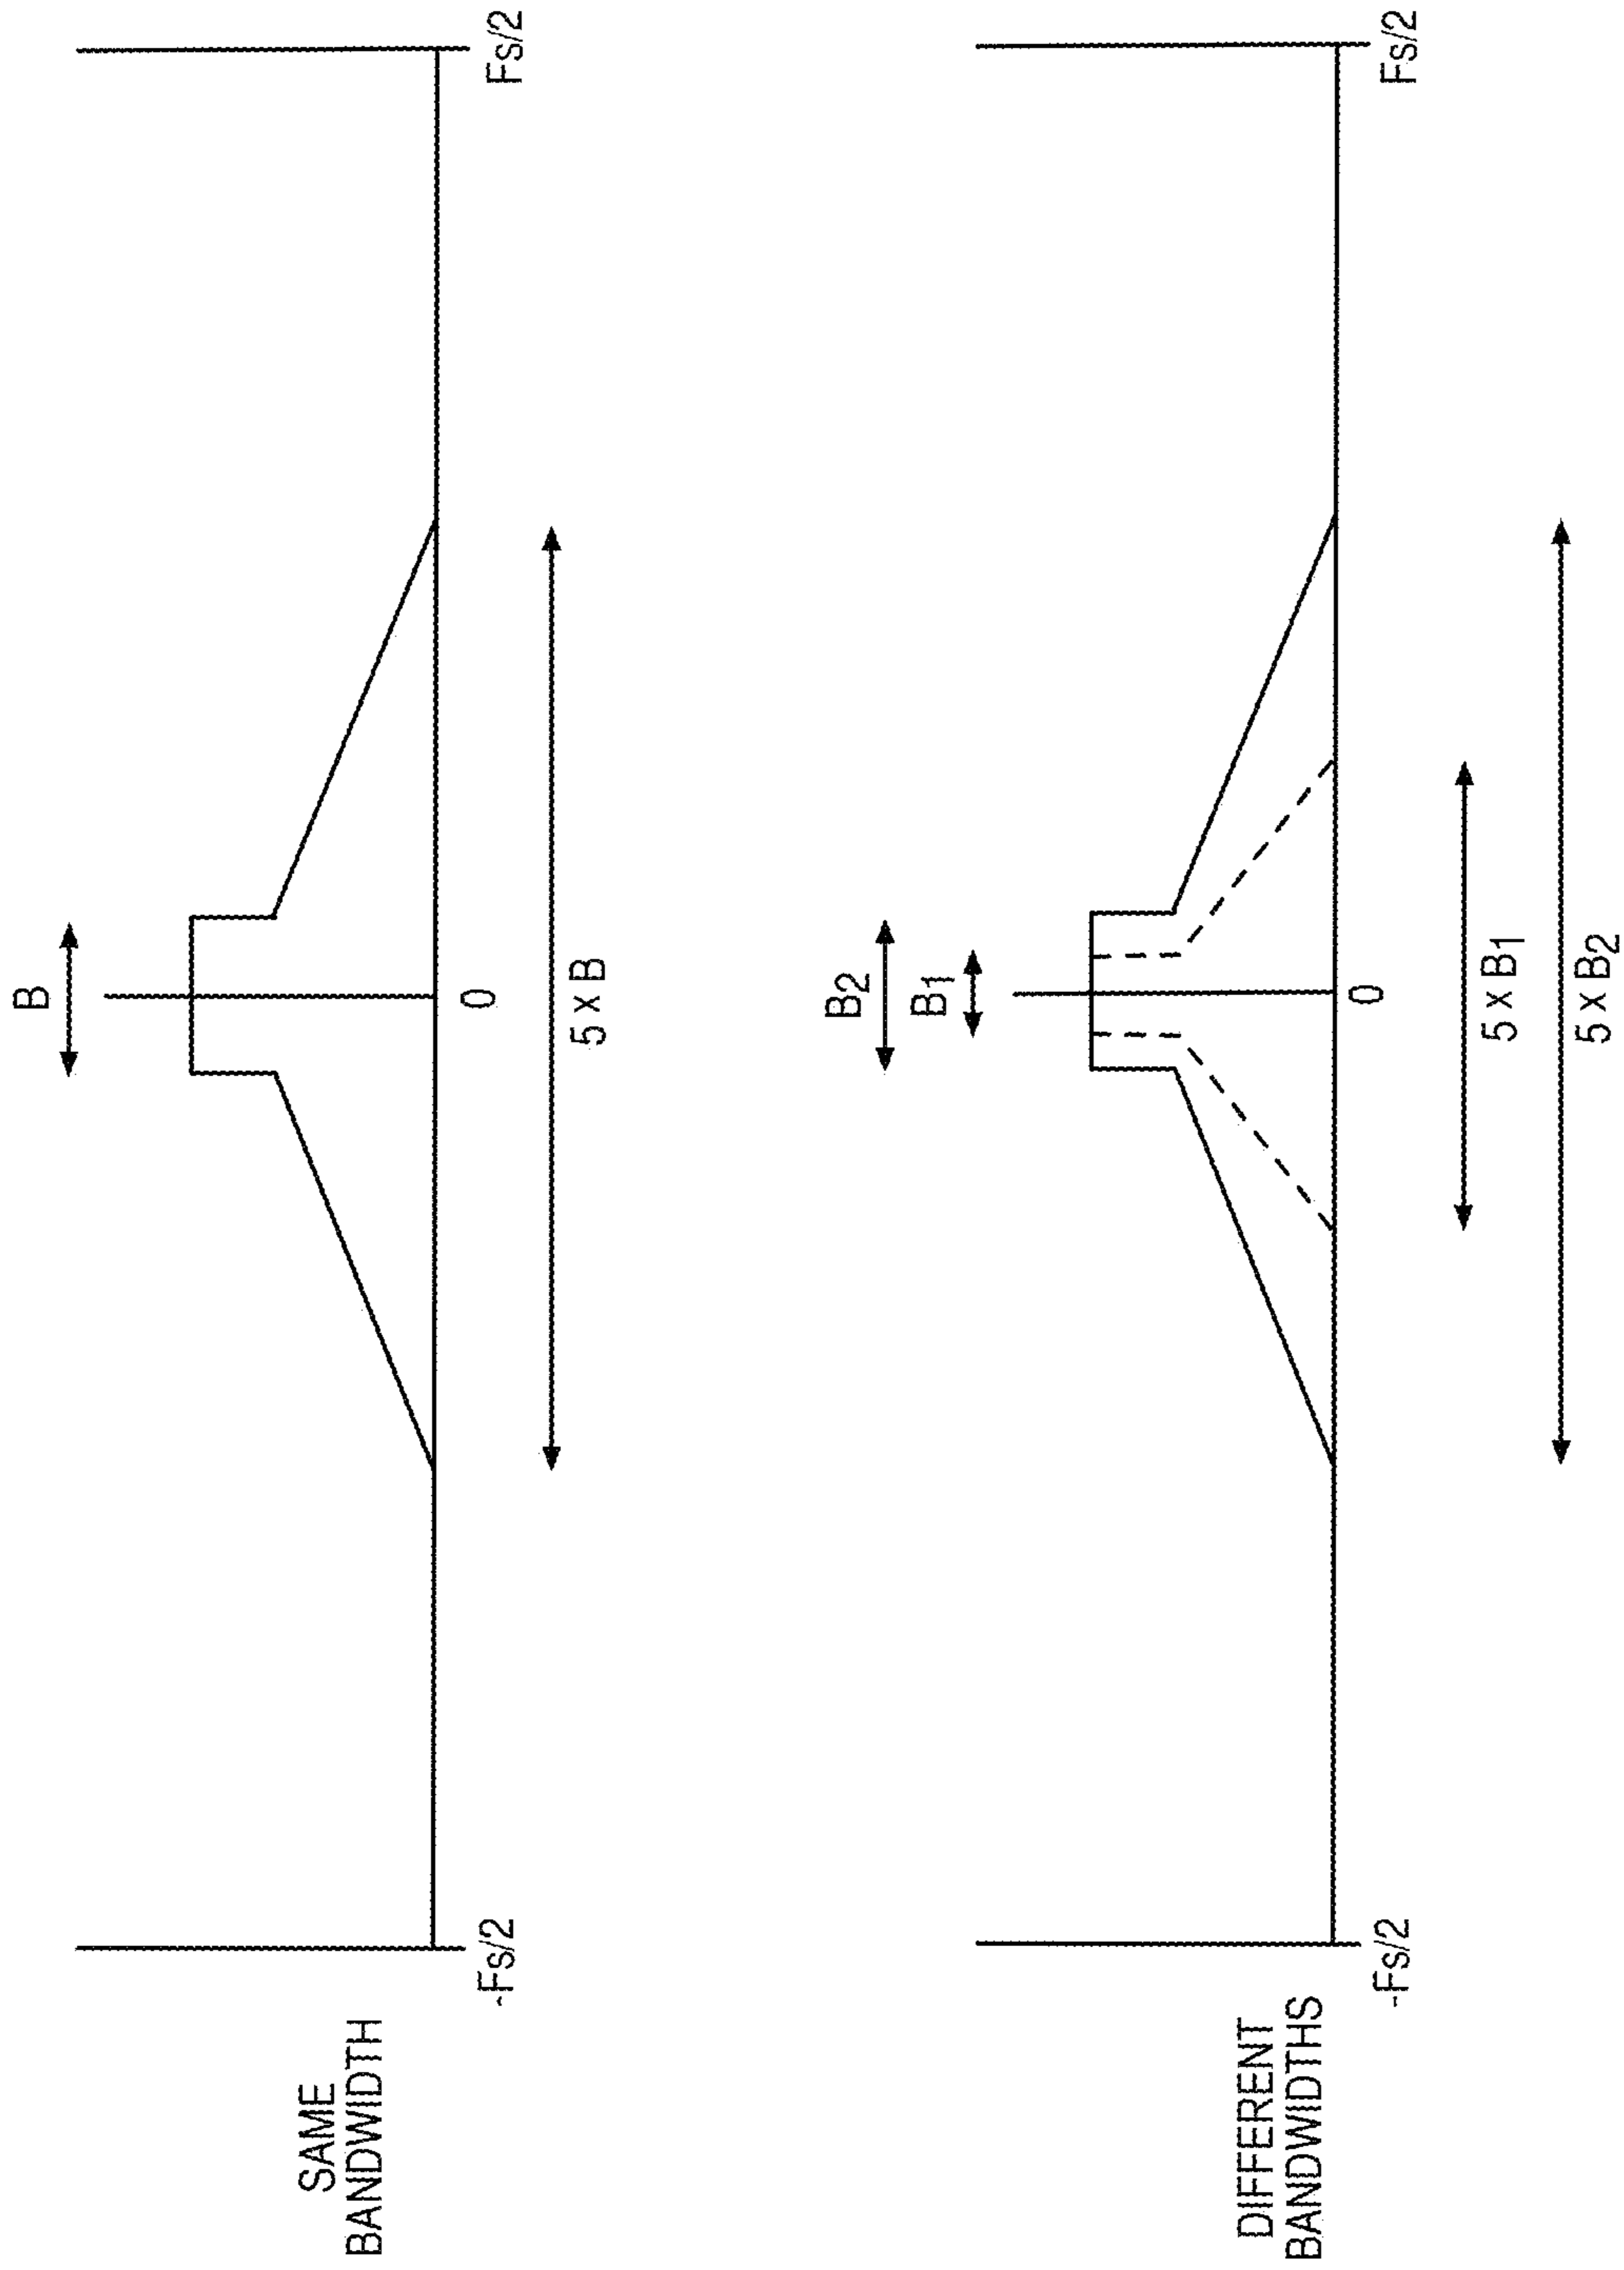 SAME
BANDWIDTH
B
-Fs/2
0
Fs/2
5 x B
DIFFERENT
BANDWIDTHS
B2
B1
-Fs/2
0
Fs/2
5 x B1
5 x B2